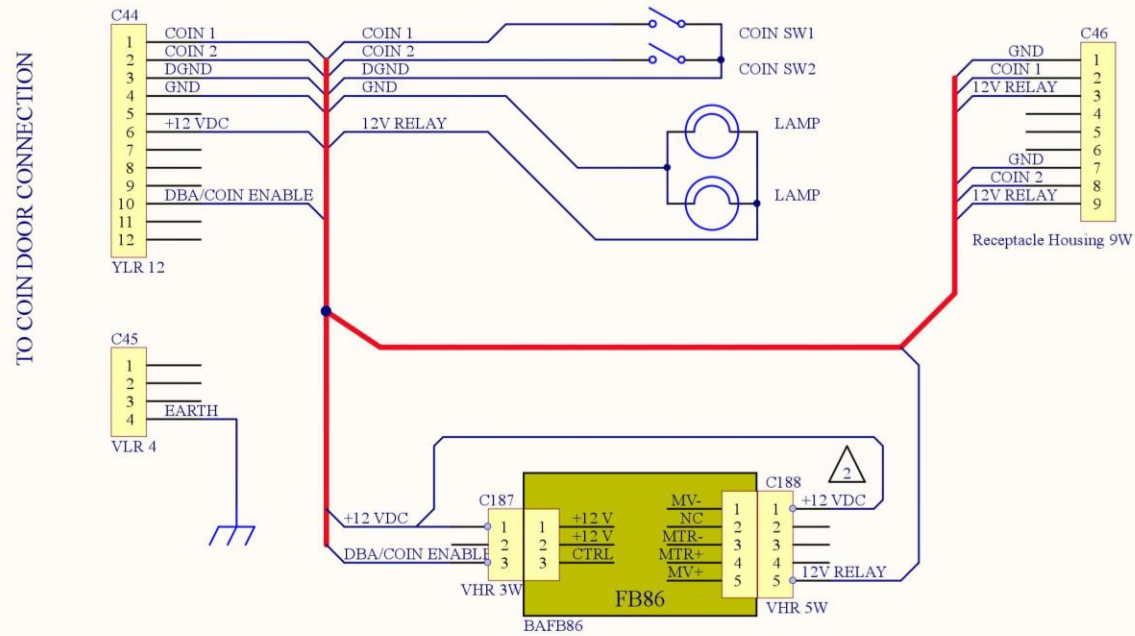 TO COIN DOOR CONNECTION
C44
1 COIN 1
2 COIN 2
3 DGND
4 GND
5
6 +12 VDC
7
8
9
10 DBA/COIN ENABLE
11
12
YLR 12
COIN 1
COIN 2
DGND
GND
12V RELAY
COIN SW1
COIN SW2
LAMP
LAMP
C46
GND 1
COIN 1 2
12V RELAY 3
4
5
6
GND 7
COIN 2 8
12V RELAY 9
Receptacle Housing 9W
C45
1
2
3
4 EARTH
VLR 4
+12 VDC
DBA/COIN ENABLE
C187
1 1 +12 V
2 2 +12 V
3 3 CTRL
VHR 3W
FB86
BAFB86
2
C188
MV- 1 1 +12 VDC
NC 2 2
MTR- 3 3
MTR+ 4 4
MV+ 5 5 12V RELAY
VHR 5W